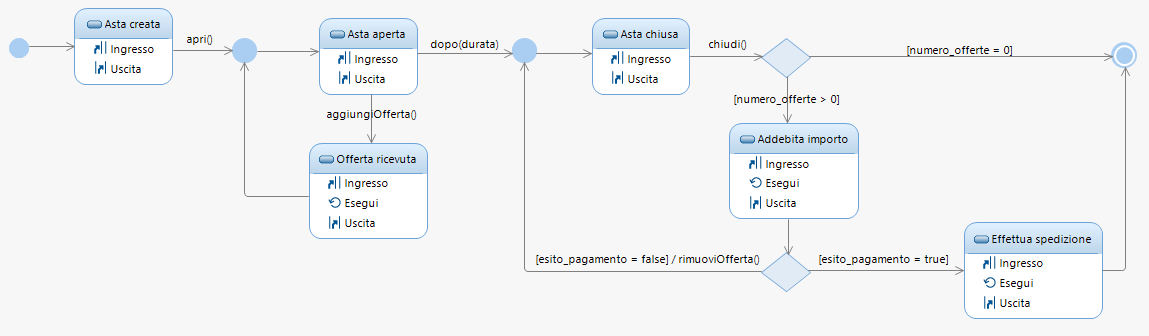 Asta creata
Ingresso
Uscita
apri()
Asta aperta
Ingresso
Uscita
dopo(durata)
aggiungiOfferta()
Offerta ricevuta
Ingresso
Esegui
Uscita
Asta chiusa
Ingresso
Uscita
chiudi()
[numero_offerte = 0]
[numero_offerte > 0]
Addebita importo
Ingresso
Esegui
Uscita
[esito_pagamento = false] / rimuoviOfferta()
[esito_pagamento = true]
Effettua spedizione
Ingresso
Esegui
Uscita